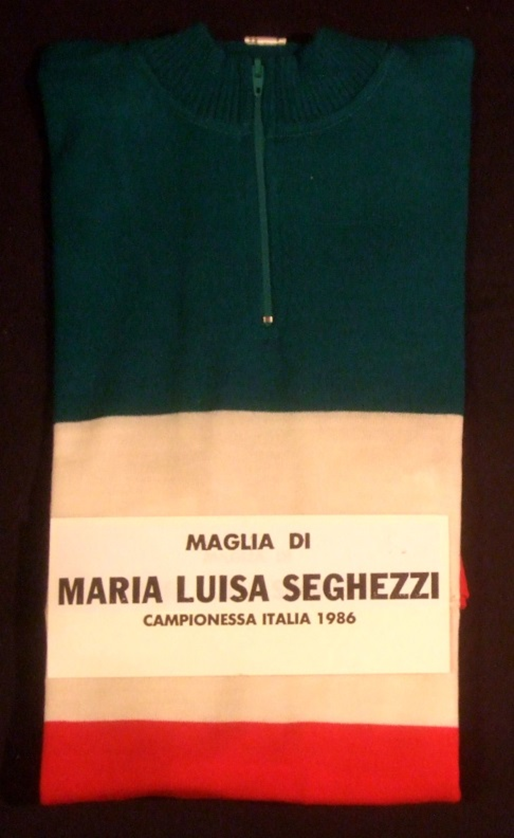 MAGLIA DI
MARIA LUISA SEGHEZZI
CAMPIONESSA ITALIA 1986